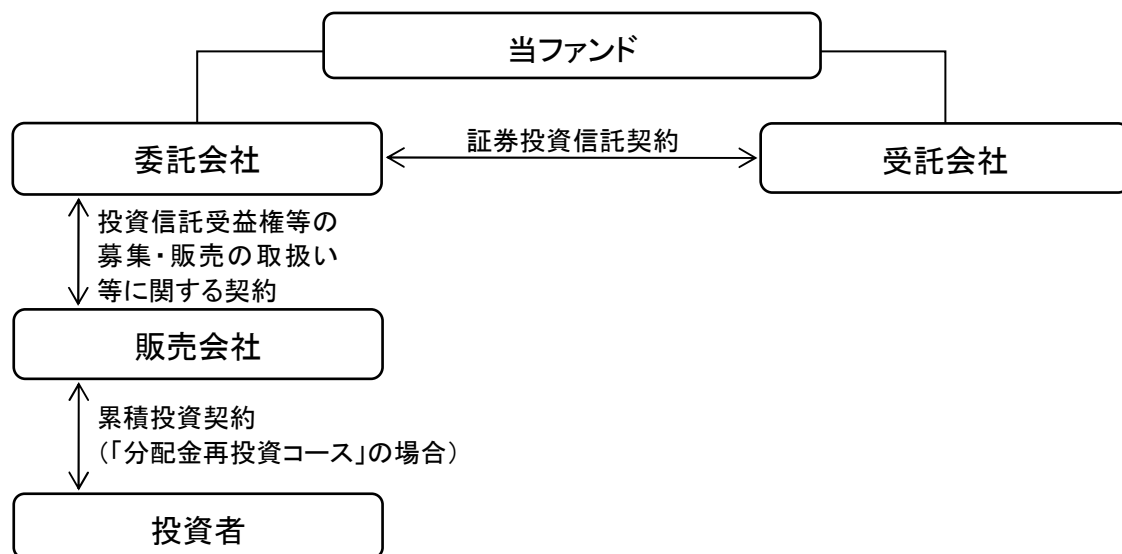 当ファンド
委託会社
証券投資信託契約
受託会社
投資信託受益権等の
募集・販売の取扱い
等に関する契約
販売会社
累積投資契約
(「分配金再投資コース」の場合)
投資者